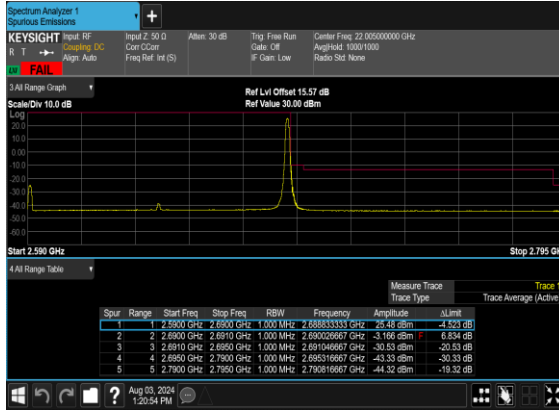 Spectrum Analyzer 1
Spurious Emissions
KEYSIGHT Input: RF Input Z: 50 Ω Atten: 30 dB Trig: Free Run Center Freq: 22.005000000 GHz
R T Coupling: DC Corr CCorr Gate: Off Avg|Hold: 1000/1000
Align: Auto Freq Ref: Int (S) IF Gain: Low Radio Std: None
FAIL
3 All Range Graph
Ref Lvl Offset 15.57 dB
Scale/Div 10.0 dB Ref Value 30.00 dBm
Log
20.0
10.0
0.00
-10.0
-20.0
-30.0
-40.0
-50.0
-60.0
Start 2.590 GHz Stop 2.795 G
4 All Range Table
Measure Trace Trace 1
Trace Type Trace Average (Active
Spur Range Start Freq Stop Freq RBW Frequency Amplitude ΔLimit
1 1 2.5900 GHz 2.6900 GHz 1.000 MHz 2.688833333 GHz 25.48 dBm -4.523 dB
2 2 2.6900 GHz 2.6910 GHz 1.000 MHz 2.690026667 GHz -3.166 dBm F 6.834 dB
3 3 2.6910 GHz 2.6950 GHz 1.000 MHz 2.691046667 GHz -30.53 dBm -20.53 dB
4 4 2.6950 GHz 2.7900 GHz 1.000 MHz 2.695316667 GHz -43.33 dBm -30.33 dB
5 5 2.7900 GHz 2.7950 GHz 1.000 MHz 2.790816667 GHz -44.32 dBm -19.32 dB
? Aug 03, 2024
1:20:54 PM